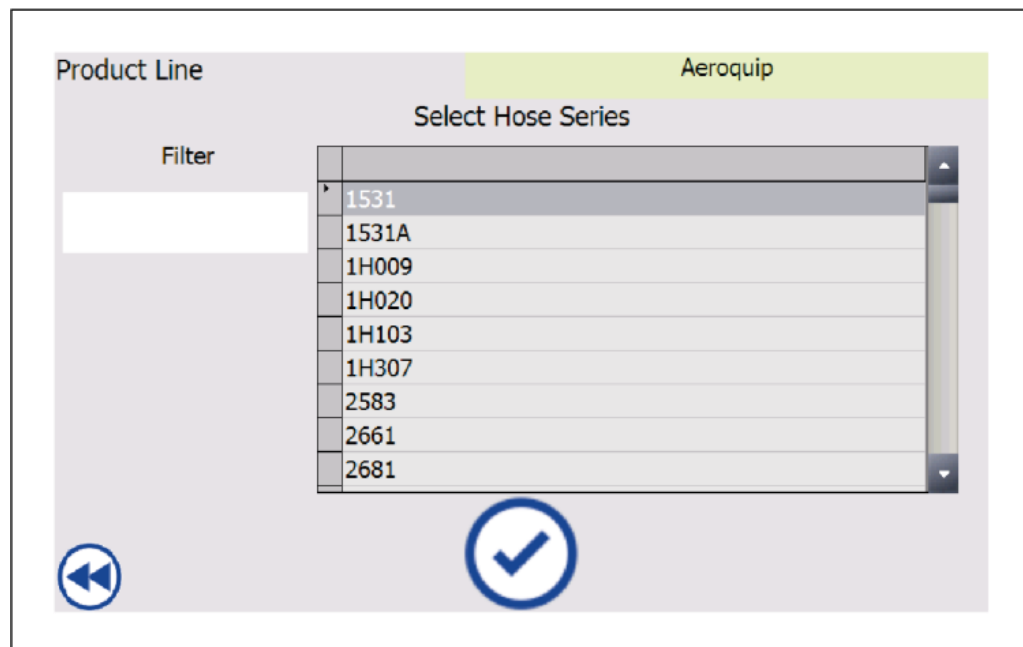 Product Line
Aeroquip
Select Hose Series
Filter
1531
1531A
1H009
1H020
1H103
1H307
2583
2661
2681